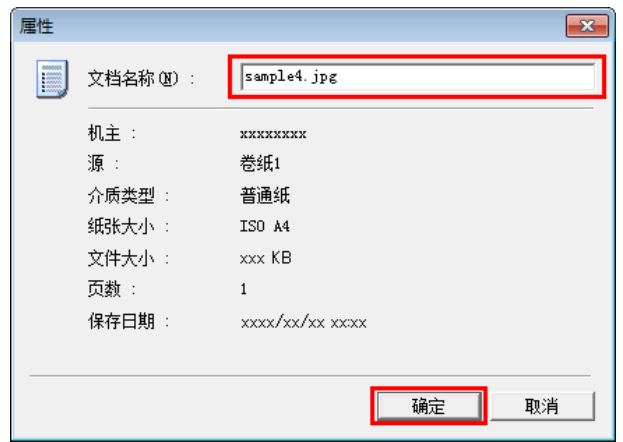 属性
文档名称(N) : sample4.jpg
机主 : xxxxxxxx
源 : 卷纸1
介质类型 : 普通纸
纸张大小 : ISO A4
文件大小 : xxx KB
页数 : 1
保存日期 : xxxx/xx/xx xx:xx
确定 取消